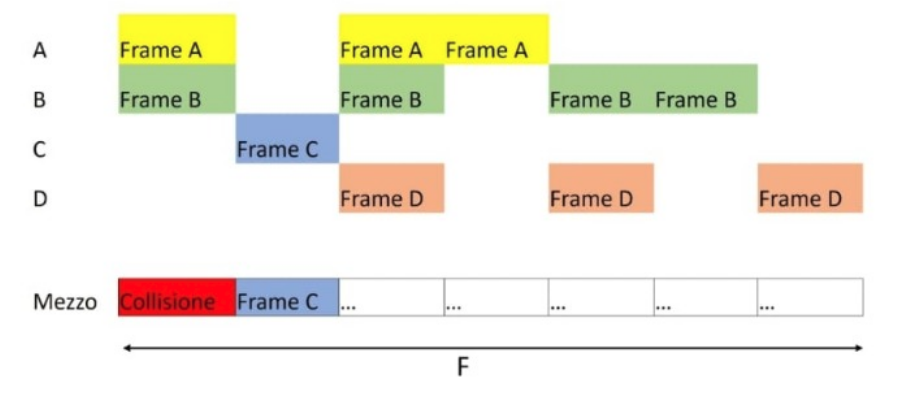 A Frame A Frame A Frame A
B Frame B Frame B Frame B Frame B
C Frame C
D Frame D Frame D Frame D
Mezzo Collisione Frame C ... ... ... ... ...
F